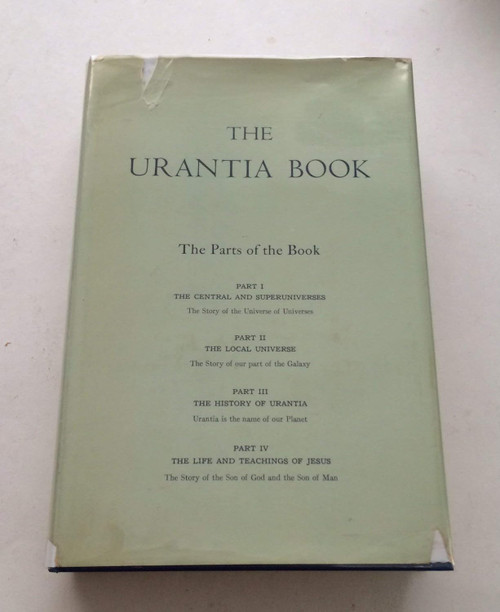 THE
URANTIA BOOK
The Parts of the Book
PART I
THE CENTRAL AND SUPERUNIVERSES
The Story of the Universe of Universes
PART II
THE LOCAL UNIVERSE
The Story of our part of the Galaxy
PART III
THE HISTORY OF URANTIA
Urantia is the name of our Planet
PART IV
THE LIFE AND TEACHINGS OF JESUS
The Story of the Son of God and the Son of Man